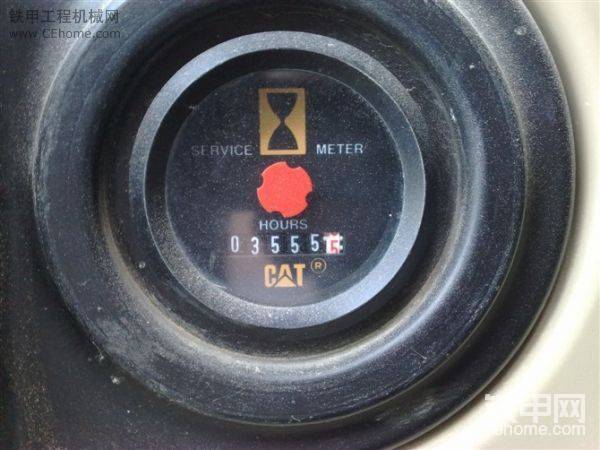 铁甲工程机械网
www.CEhome.com
SERVICE METER
HOURS
03555
CAT ®
铁甲网
cehome.com